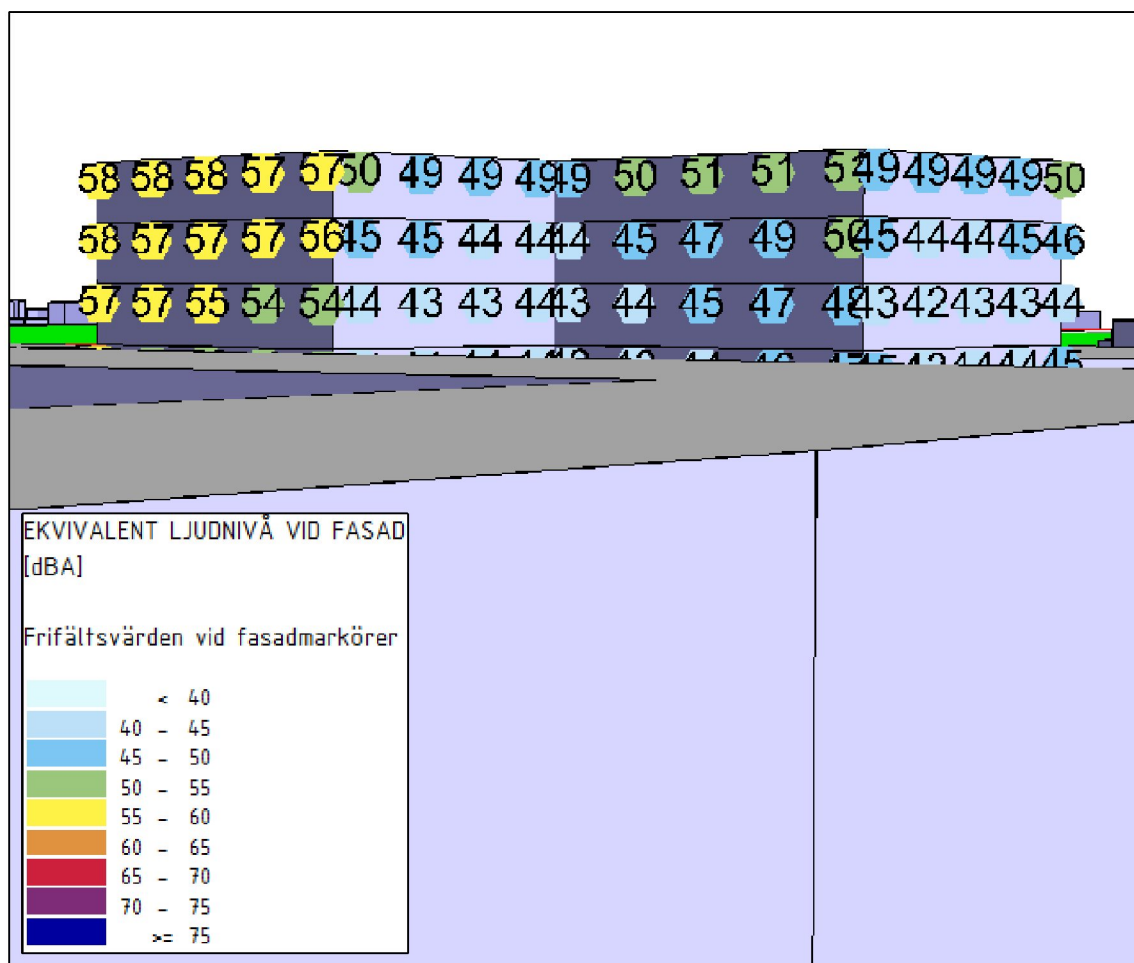 58 58 58 57 57 50 49 49 49 49 50 51 51 49 49 49 49 50
58 57 57 57 56 45 45 44 44 44 45 47 49 50 45 44 44 45 46
57 57 55 54 54 44 43 43 44 43 44 45 47 48 43 42 43 43 44
EKVIVALENT LJUDNIVÅ VID FASAD
[dBA]
Frifältsvärden vid fasadmarkörer
< 40
40 - 45
45 - 50
50 - 55
55 - 60
60 - 65
65 - 70
70 - 75
>= 75